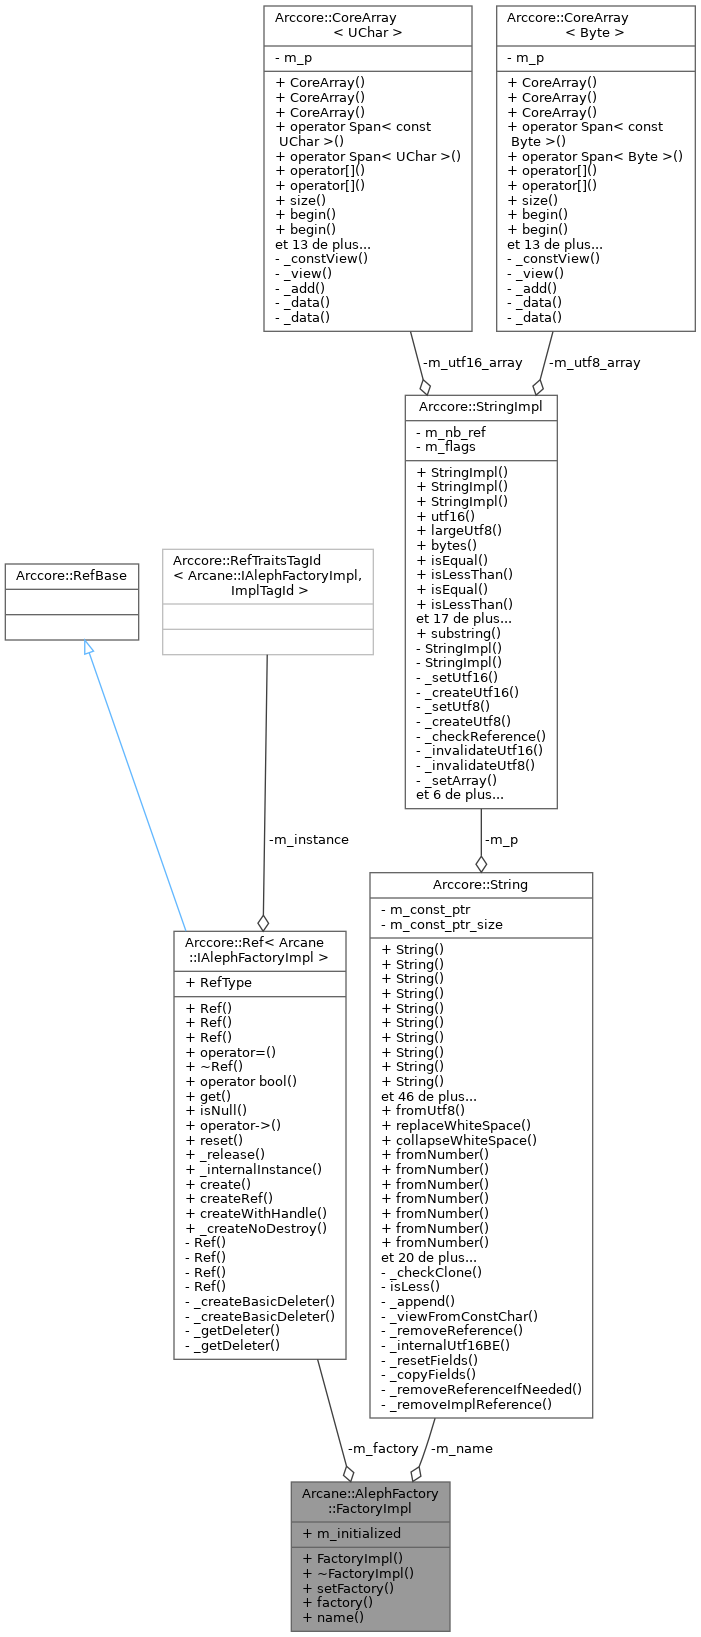 Arccore::CoreArray
< UChar >
- m_p
+ CoreArray()
+ CoreArray()
+ CoreArray()
+ operator Span< const
UChar >()
+ operator Span< UChar >()
+ operator[]()
+ operator[]()
+ size()
+ begin()
+ begin()
et 13 de plus...
- _constView()
- _view()
- _add()
- _data()
- _data()
Arccore::CoreArray
< Byte >
- m_p
+ CoreArray()
+ CoreArray()
+ CoreArray()
+ operator Span< const
Byte >()
+ operator Span< Byte >()
+ operator[]()
+ operator[]()
+ size()
+ begin()
+ begin()
et 13 de plus...
- _constView()
- _view()
- _add()
- _data()
- _data()
-m_utf16_array
-m_utf8_array
Arccore::StringImpl
- m_nb_ref
- m_flags
+ StringImpl()
+ StringImpl()
+ StringImpl()
+ utf16()
+ largeUtf8()
+ bytes()
+ isEqual()
+ isLessThan()
+ isEqual()
+ isLessThan()
et 17 de plus...
+ substring()
- StringImpl()
- StringImpl()
- _setUtf16()
- _createUtf16()
- _setUtf8()
- _createUtf8()
- _checkReference()
- _invalidateUtf16()
- _invalidateUtf8()
- _setArray()
et 6 de plus...
Arccore::RefBase
Arccore::RefTraitsTagId
< Arcane::IAlephFactoryImpl,
ImplTagId >
-m_instance
-m_p
Arccore::Ref< Arcane
::IAlephFactoryImpl >
+ RefType
+ Ref()
+ Ref()
+ Ref()
+ operator=()
+ ~Ref()
+ operator bool()
+ get()
+ isNull()
+ operator->()
+ reset()
+ _release()
+ _internalInstance()
+ create()
+ createRef()
+ createWithHandle()
+ _createNoDestroy()
- Ref()
- Ref()
- Ref()
- Ref()
- _createBasicDeleter()
- _createBasicDeleter()
- _getDeleter()
- _getDeleter()
Arccore::String
- m_const_ptr
- m_const_ptr_size
+ String()
+ String()
+ String()
+ String()
+ String()
+ String()
+ String()
+ String()
+ String()
+ String()
et 46 de plus...
+ fromUtf8()
+ replaceWhiteSpace()
+ collapseWhiteSpace()
+ fromNumber()
+ fromNumber()
+ fromNumber()
+ fromNumber()
+ fromNumber()
+ fromNumber()
+ fromNumber()
et 20 de plus...
- _checkClone()
- isLess()
- _append()
- _viewFromConstChar()
- _removeReference()
- _internalUtf16BE()
- _resetFields()
- _copyFields()
- _removeReferenceIfNeeded()
- _removeImplReference()
-m_factory
-m_name
Arcane::AlephFactory
::FactoryImpl
+ m_initialized
+ FactoryImpl()
+ ~FactoryImpl()
+ setFactory()
+ factory()
+ name()